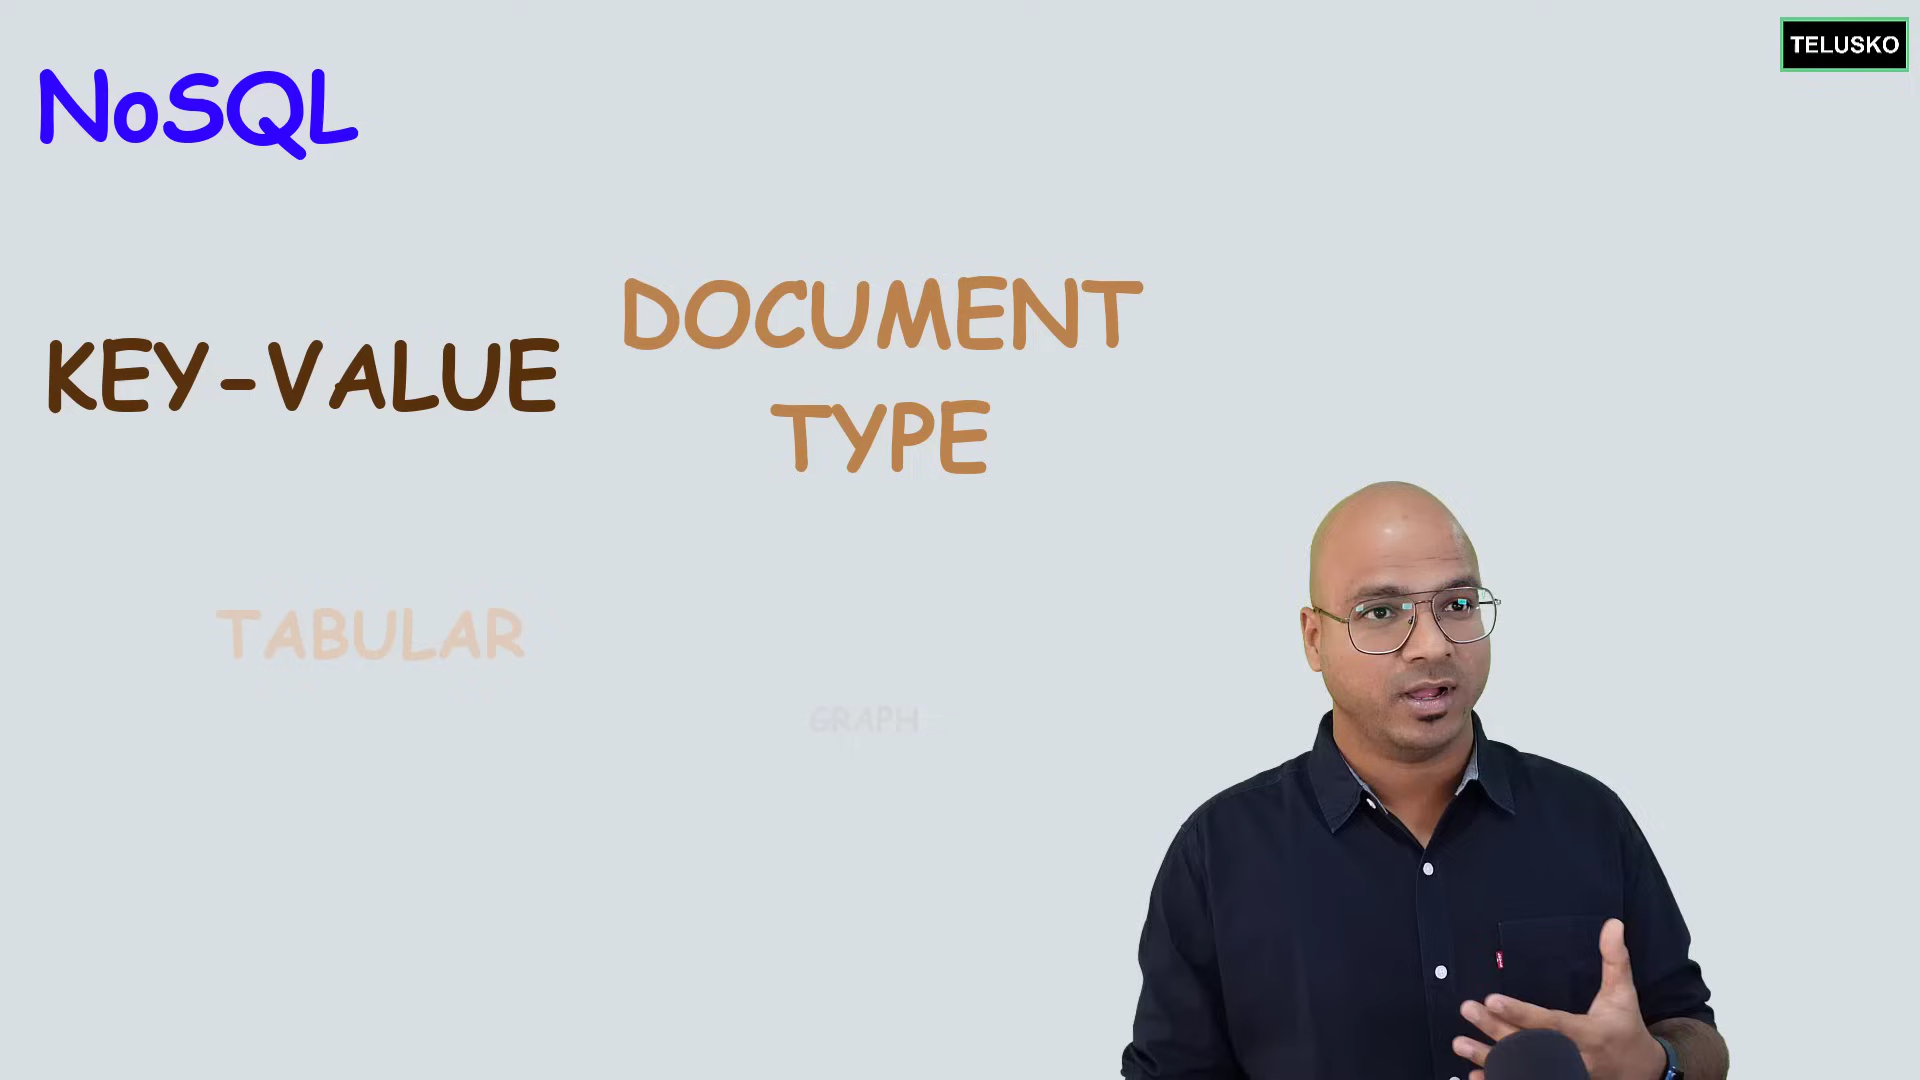 TELUSKO
NoSQL
KEY-VALUE
DOCUMENT
TYPE
TABULAR
GRAPH